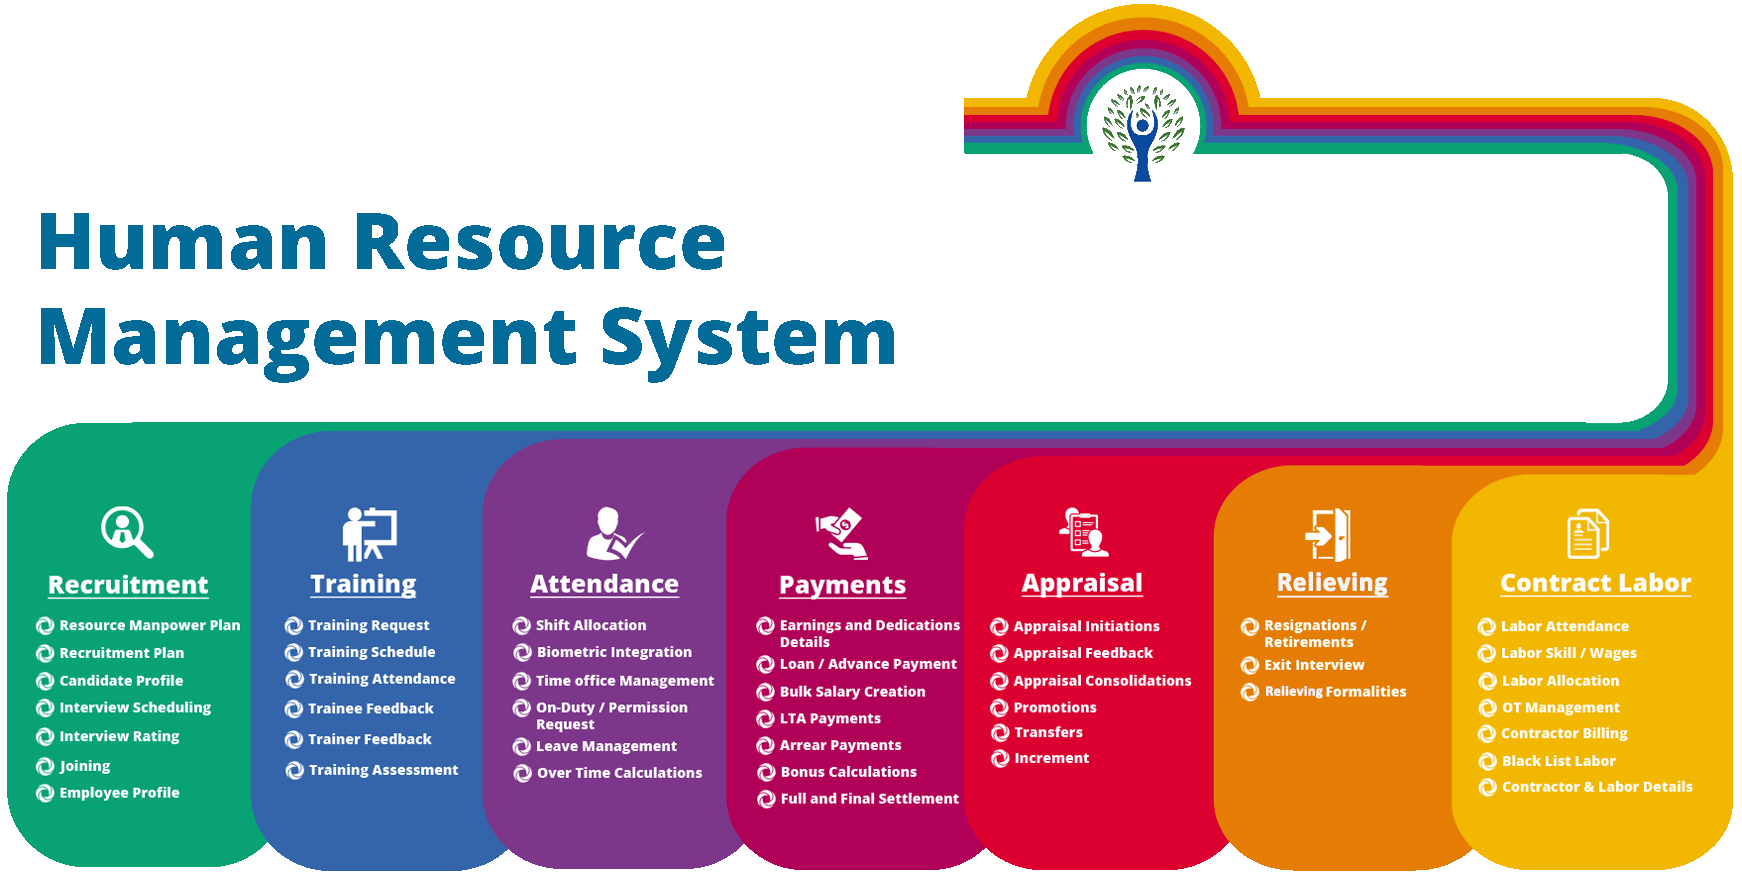 Human Resource
Management System
Recruitment
Resource Manpower Plan
Recruitment Plan
Candidate Profile
Interview Scheduling
Interview Rating
Joining
Employee Profile
Training
Training Request
Training Schedule
Training Attendance
Trainee Feedback
Trainer Feedback
Training Assessment
Attendance
Shift Allocation
Biometric Integration
Time office Management
On-Duty / Permission
Request
Leave Management
Over Time Calculations
Payments
Earnings and Dedications
Details
Loan / Advance Payment
Bulk Salary Creation
LTA Payments
Arrear Payments
Bonus Calculations
Full and Final Settlement
Appraisal
Appraisal Initiations
Appraisal Feedback
Appraisal Consolidations
Promotions
Transfers
Increment
Relieving
Resignations /
Retirements
Exit Interview
Relieving Formalities
Contract Labor
Labor Attendance
Labor Skill / Wages
Labor Allocation
OT Management
Contractor Billing
Black List Labor
Contractor & Labor Details